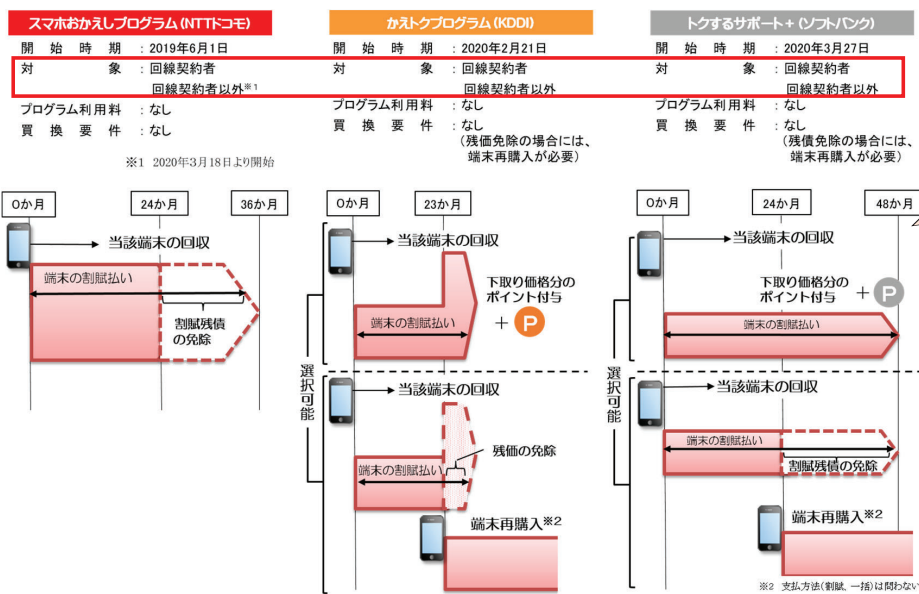 スマホおかえしプログラム(NTTドコモ)
開始時期：2019年6月1日
対象：回線契約者
回線契約者以外※1
プログラム利用料：なし
買換要件：なし
※1 2020年3月18日より開始
0か月
24か月
36か月
当該端末の回収
端末の割賦払い
割賦残債
の免除
かえトクプログラム(KDDI)
開始時期：2020年2月21日
対象：回線契約者
回線契約者以外
プログラム利用料：なし
買換要件：なし
(残価免除の場合には、
端末再購入が必要)
0か月
23か月
選択可能
当該端末の回収
下取り価格分の
ポイント付与
端末の割賦払い
+ P
当該端末の回収
端末の割賦払い
残価の免除
端末再購入※2
トクするサポート+(ソフトバンク)
開始時期：2020年3月27日
対象：回線契約者
回線契約者以外
プログラム利用料：なし
買換要件：なし
(残債免除の場合には、
端末再購入が必要)
0か月
24か月
48か月
選択可能
当該端末の回収
下取り価格分の
ポイント付与
+ P
端末の割賦払い
当該端末の回収
端末の割賦払い
割賦残債の免除
端末再購入※2
※2 支払方法(割賦、一括)は問わない